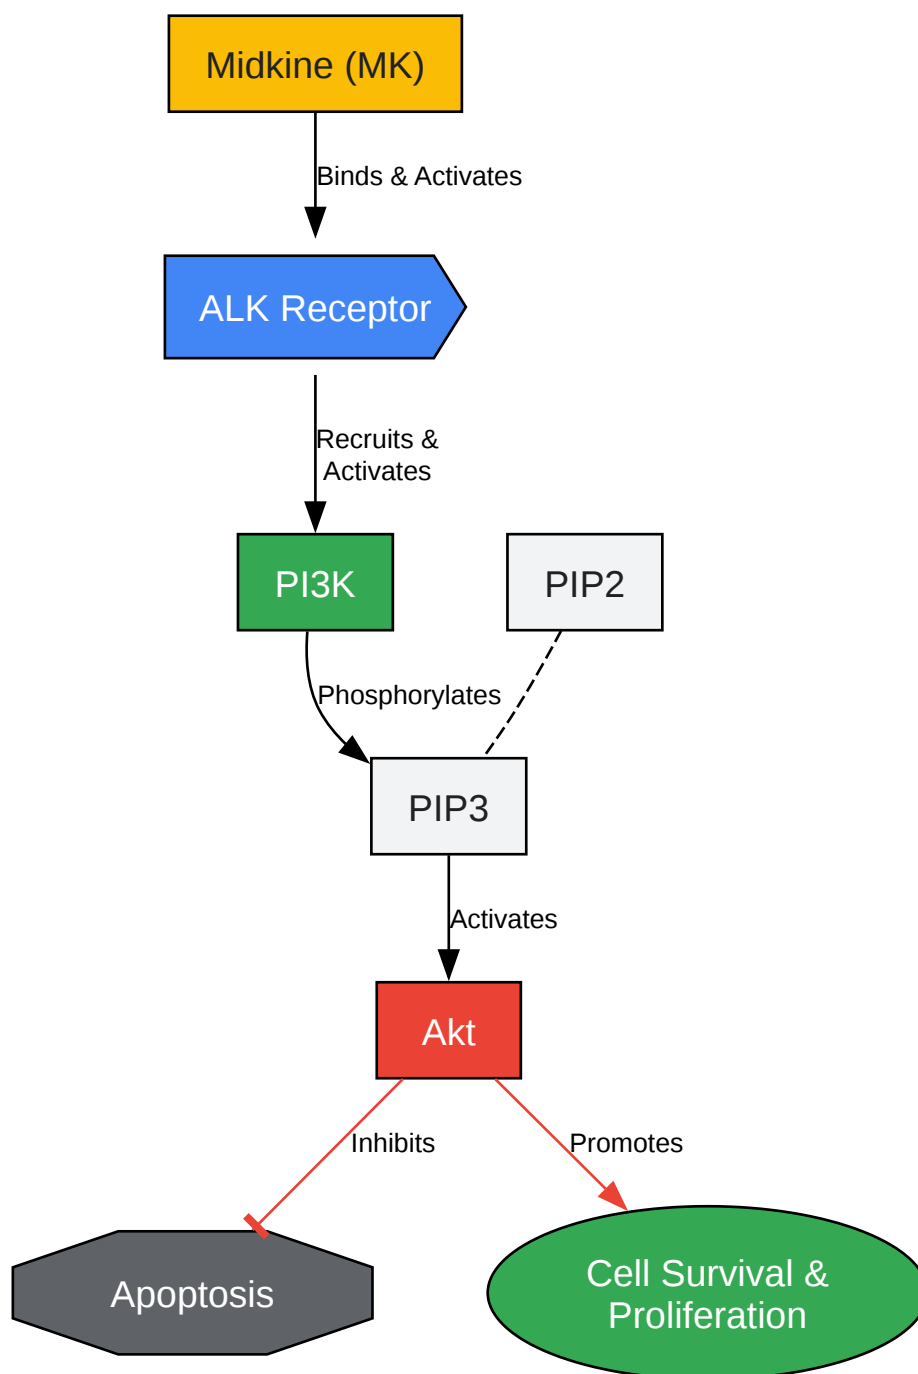 Midkine (MK)
Binds & Activates
ALK Receptor
Recruits &
Activates
PI3K
PIP2
Phosphorylates
PIP3
Activates
Akt
Inhibits
Promotes
Apoptosis
Cell Survival &
Proliferation